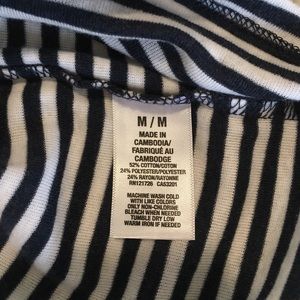 M / M
MADE IN
CAMBODIA/
FABRIQUÉ AU
CAMBODGE
52% COTTON/COTON
24% POLYESTER/POLYESTER
24% RAYON/RAYONNE
RN121726 CA53201
MACHINE WASH COLD
WITH LIKE COLORS
ONLY NON-CHLORINE
BLEACH WHEN NEEDED
TUMBLE DRY LOW
WARM IRON IF NEEDED